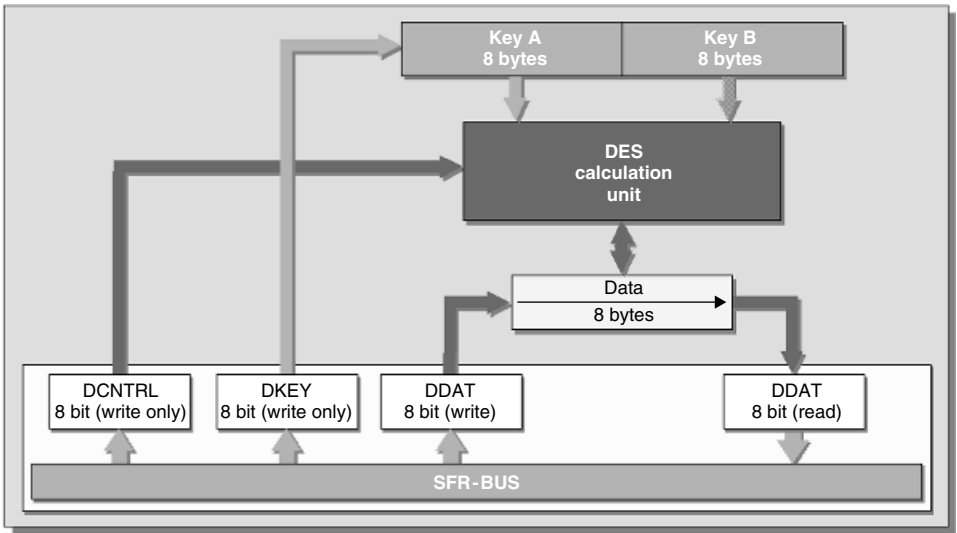 Key A
8 bytes
Key B
8 bytes
DES
calculation
unit
Data
8 bytes
DCNTRL
8 bit (write only)
DKEY
8 bit (write only)
DDAT
8 bit (write)
DDAT
8 bit (read)
SFR-BUS